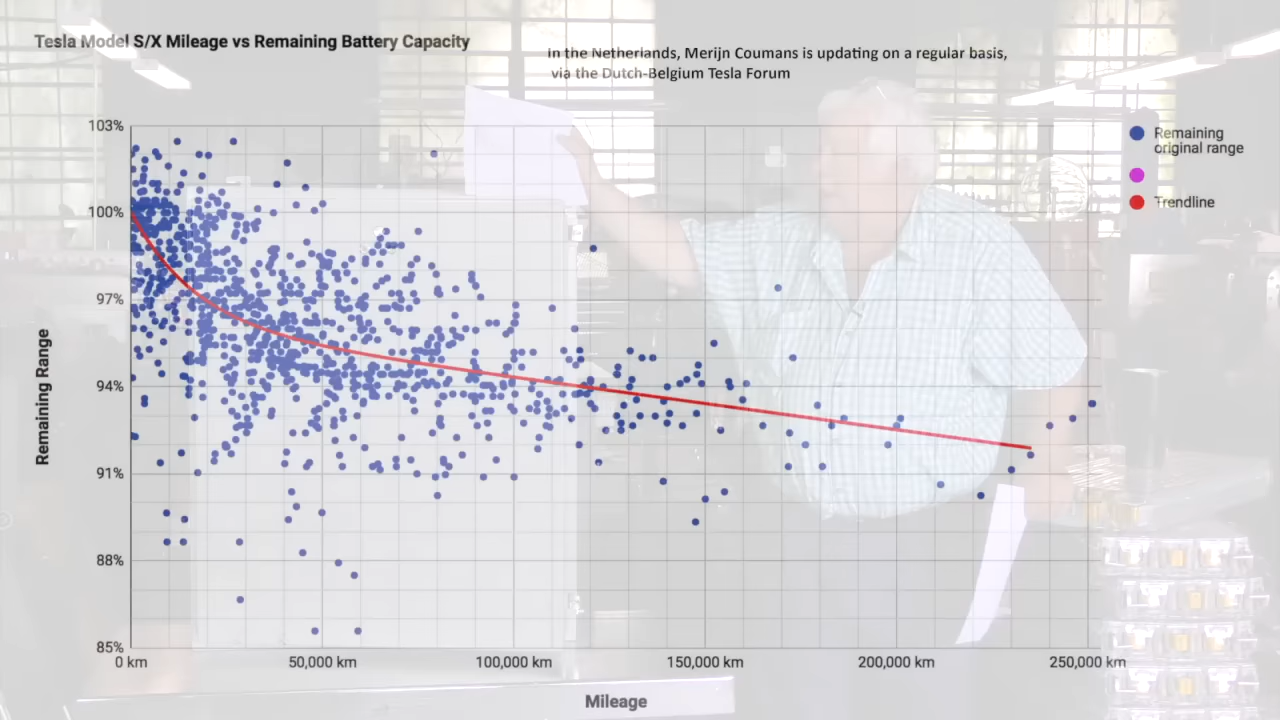 Tesla Model S/X Mileage vs Remaining Battery Capacity
In the Netherlands, Merijn Coumans is updating on a regular basis,
via the Dutch-Belgium Tesla Forum
103%
100%
97%
94%
91%
88%
85%
Remaining Range
0 km
50,000 km
100,000 km
150,000 km
200,000 km
250,000 km
Mileage
Remaining
original range
Trendline